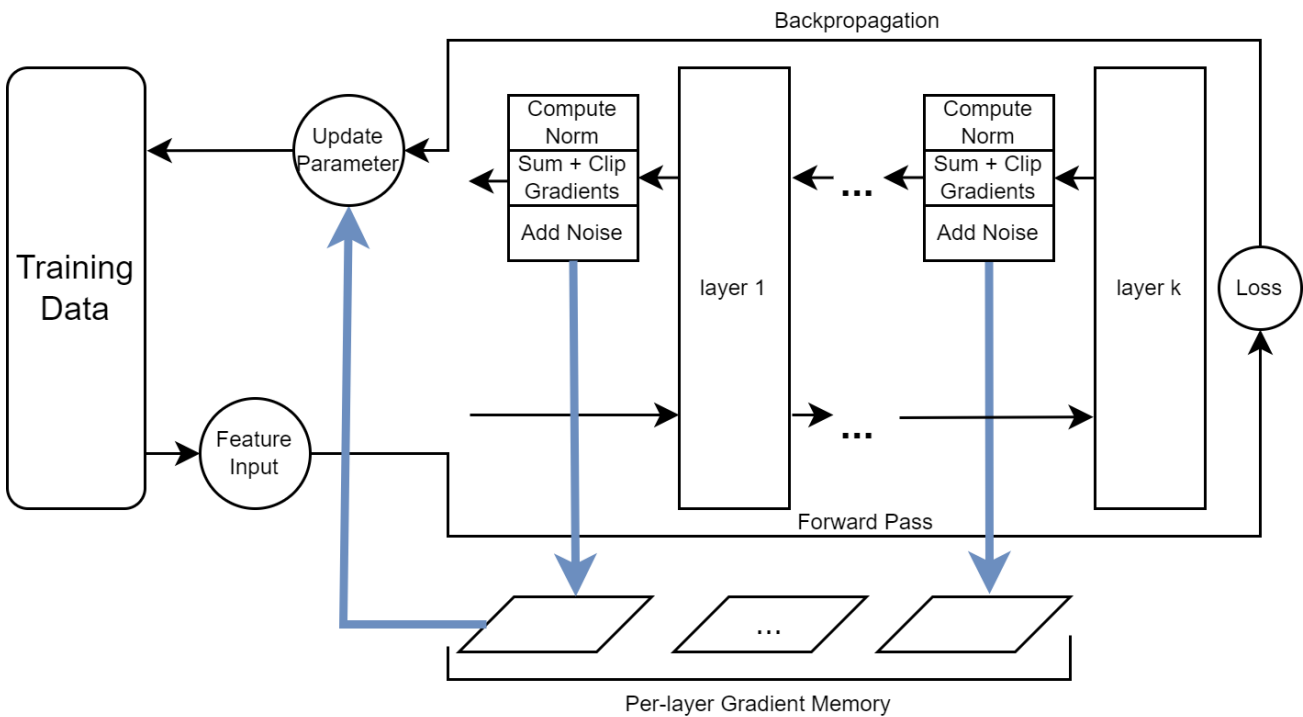 Backpropagation
Training
Data
Update
Parameter
Compute
Norm
Sum + Clip
Gradients
Add Noise
layer 1
...
Compute
Norm
Sum + Clip
Gradients
Add Noise
layer k
Loss
Feature
Input
...
Forward Pass
...
Per-layer Gradient Memory